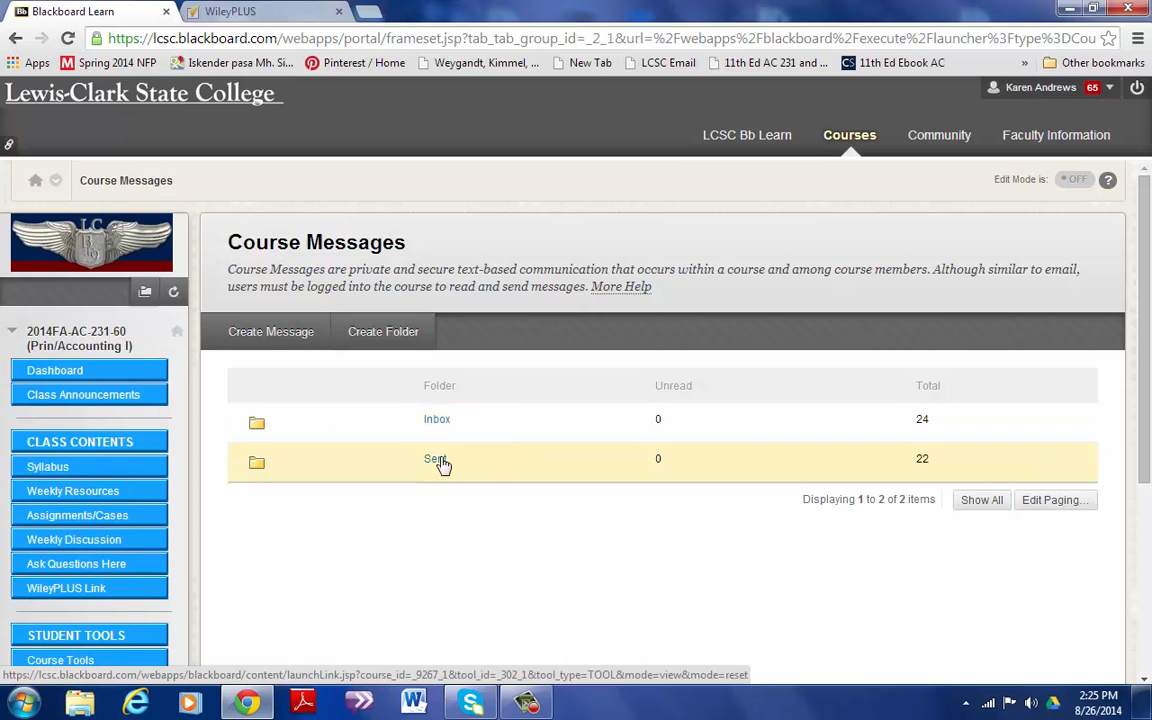 Blackboard Learn
WileyPLUS
https://lcsc.blackboard.com/webapps/portal/frameset.jsp?tab_tab_group_id=_2_1&url=%2Fwebapps%2Fblackboard%2Fexecute%2Flauncher%3Ftype%3DCou
Apps
Spring 2014 NFP
Iskender pasa Mh. Si...
Pinterest / Home
Weygandt, Kimmel, ...
New Tab
LCSC Email
11th Ed AC 231 and ...
11th Ed Ebook AC
»
Other bookmarks
Lewis-Clark State College
Karen Andrews 65
LCSC Bb Learn
Courses
Community
Faculty Information
Course Messages
Edit Mode is: OFF ?
LC
Course Messages
Course Messages are private and secure text-based communication that occurs within a course and among course members. Although similar to email,
users must be logged into the course to read and send messages. More Help
Create Message
Create Folder
2014FA-AC-231-60
(Prin/Accounting I)
Dashboard
Class Announcements
CLASS CONTENTS
Syllabus
Weekly Resources
Assignments/Cases
Weekly Discussion
Ask Questions Here
WileyPLUS Link
STUDENT TOOLS
Course Tools
Folder Unread Total
Inbox 0 24
Sent 0 22
Displaying 1 to 2 of 2 items
Show All
Edit Paging...
https://lcsc.blackboard.com/webapps/blackboard/content/launchLink.jsp?course_id=_9267_1&tool_id=_302_1&tool_type=TOOL&mode=view&mode=reset
2:25 PM
8/26/2014